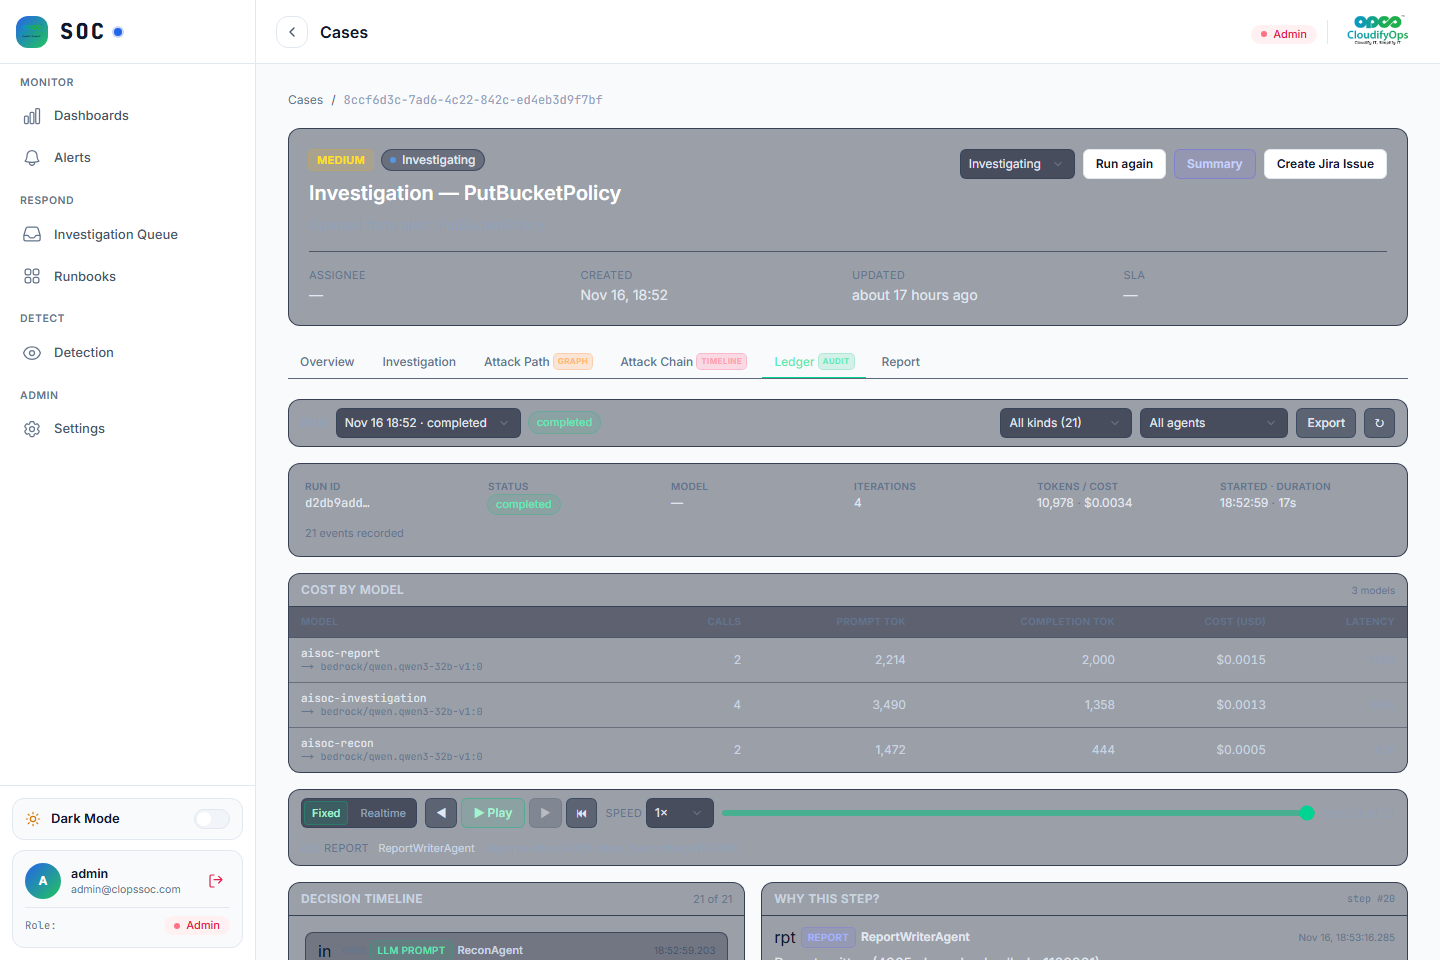 SOC
Cases
Admin
CloudifyOps
MONITOR
Dashboards
Alerts
RESPOND
Investigation Queue
Runbooks
DETECT
Detection
ADMIN
Settings
Dark Mode
A
admin
admin@clopssoc.com
Role:
Admin
Cases / 8ccf6d3c-7ad6-4c22-842c-ed4eb3d9f7bf
MEDIUM
Investigating
Investigating
Run again
Summary
Create Jira Issue
Investigation — PutBucketPolicy
ASSIGNEE
—
CREATED
Nov 16, 18:52
UPDATED
about 17 hours ago
SLA
—
Overview
Investigation
Attack Path GRAPH
Attack Chain TIMELINE
Ledger AUDIT
Report
Nov 16 18:52 · completed
completed
All kinds (21)
All agents
Export
↻
RUN ID
d2db9add…
STATUS
completed
MODEL
—
ITERATIONS
4
TOKENS / COST
10,978 · $0.0034
STARTED · DURATION
18:52:59 · 17s
21 events recorded
COST BY MODEL
3 models
MODEL CALLS PROMPT TOK COMPLETION TOK COST (USD) LATENCY
aisoc-report 2 2,214 2,000 $0.0015
→ bedrock/qwen.qwen3-32b-v1:0
aisoc-investigation 4 3,490 1,358 $0.0013
→ bedrock/qwen.qwen3-32b-v1:0
aisoc-recon 2 1,472 444 $0.0005
→ bedrock/qwen.qwen3-32b-v1:0
Fixed Realtime ◀ ▶ Play ▶ ⏮ SPEED 1×
REPORT ReportWriterAgent
DECISION TIMELINE
21 of 21
in LLM PROMPT ReconAgent 18:52:59.203
WHY THIS STEP?
step #20
rpt REPORT ReportWriterAgent Nov 16, 18:53:16.285